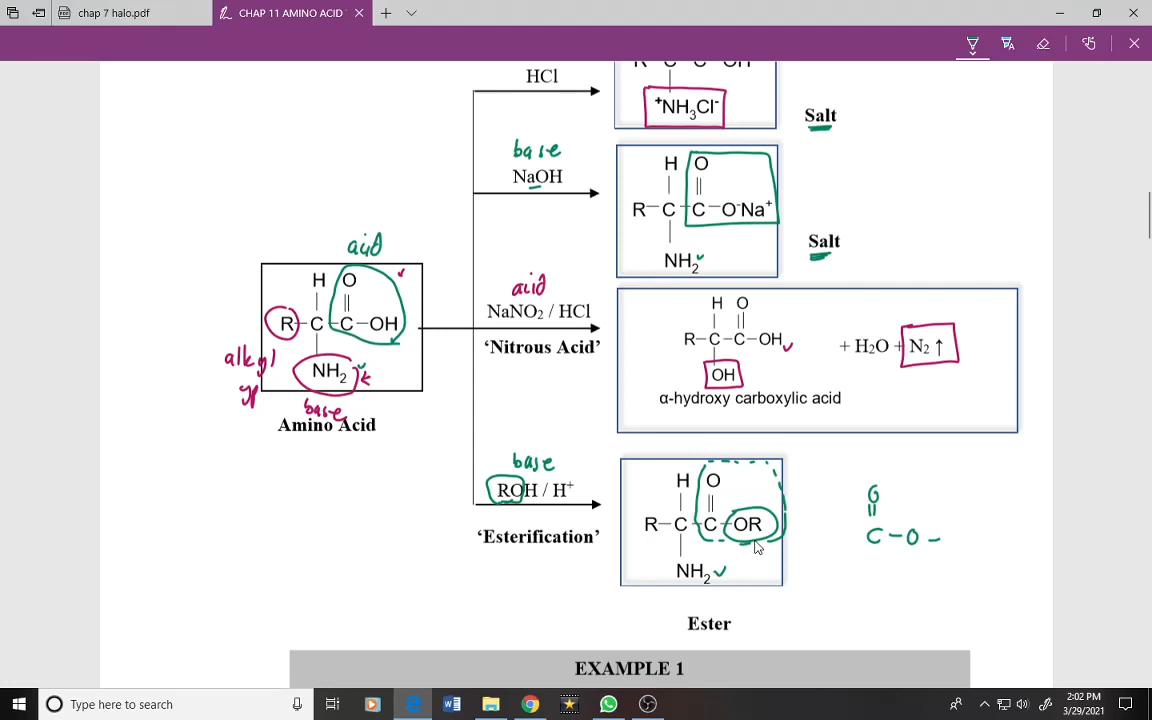 chap 7 halo.pdf
CHAP 11 AMINO ACID
HCl
⁺NH₃Cl⁻
Salt
base
NaOH
H O
R–C–C–O⁻Na⁺
NH₂
Salt
acid
H O
R–C–C–OH
NH₂
alkyl
gp
base
Amino Acid
acid
NaNO₂ / HCl
'Nitrous Acid'
H O
R–C–C–OH
OH
+ H₂O + N₂ ↑
α-hydroxy carboxylic acid
base
ROH / H⁺
'Esterification'
H O
R–C–C–OR
NH₂
Ester
O
C–O–
EXAMPLE 1
Type here to search
2:02 PM
3/29/2021